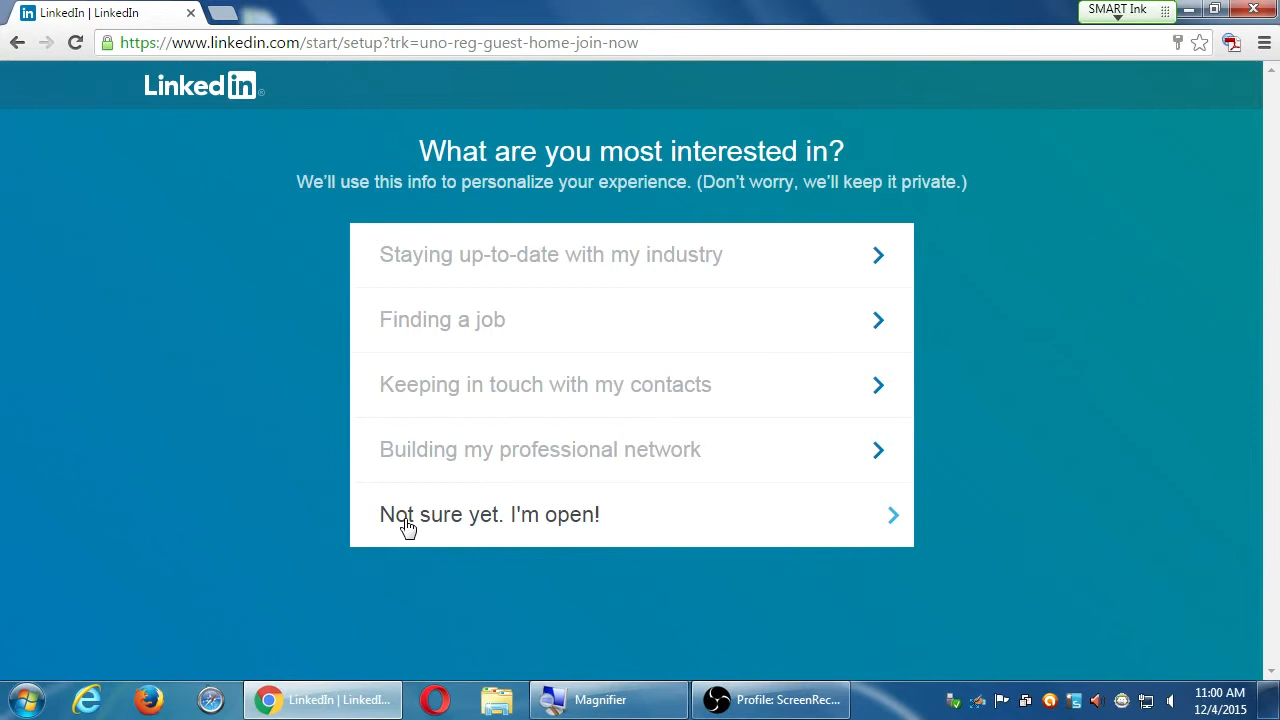 LinkedIn | LinkedIn
SMART Ink
https://www.linkedin.com/start/setup?trk=uno-reg-guest-home-join-now
Linked in
What are you most interested in?
We'll use this info to personalize your experience. (Don't worry, we'll keep it private.)
Staying up-to-date with my industry
Finding a job
Keeping in touch with my contacts
Building my professional network
Not sure yet. I'm open!
LinkedIn | LinkedI...
Magnifier
Profile: ScreenRec...
11:00 AM
12/4/2015